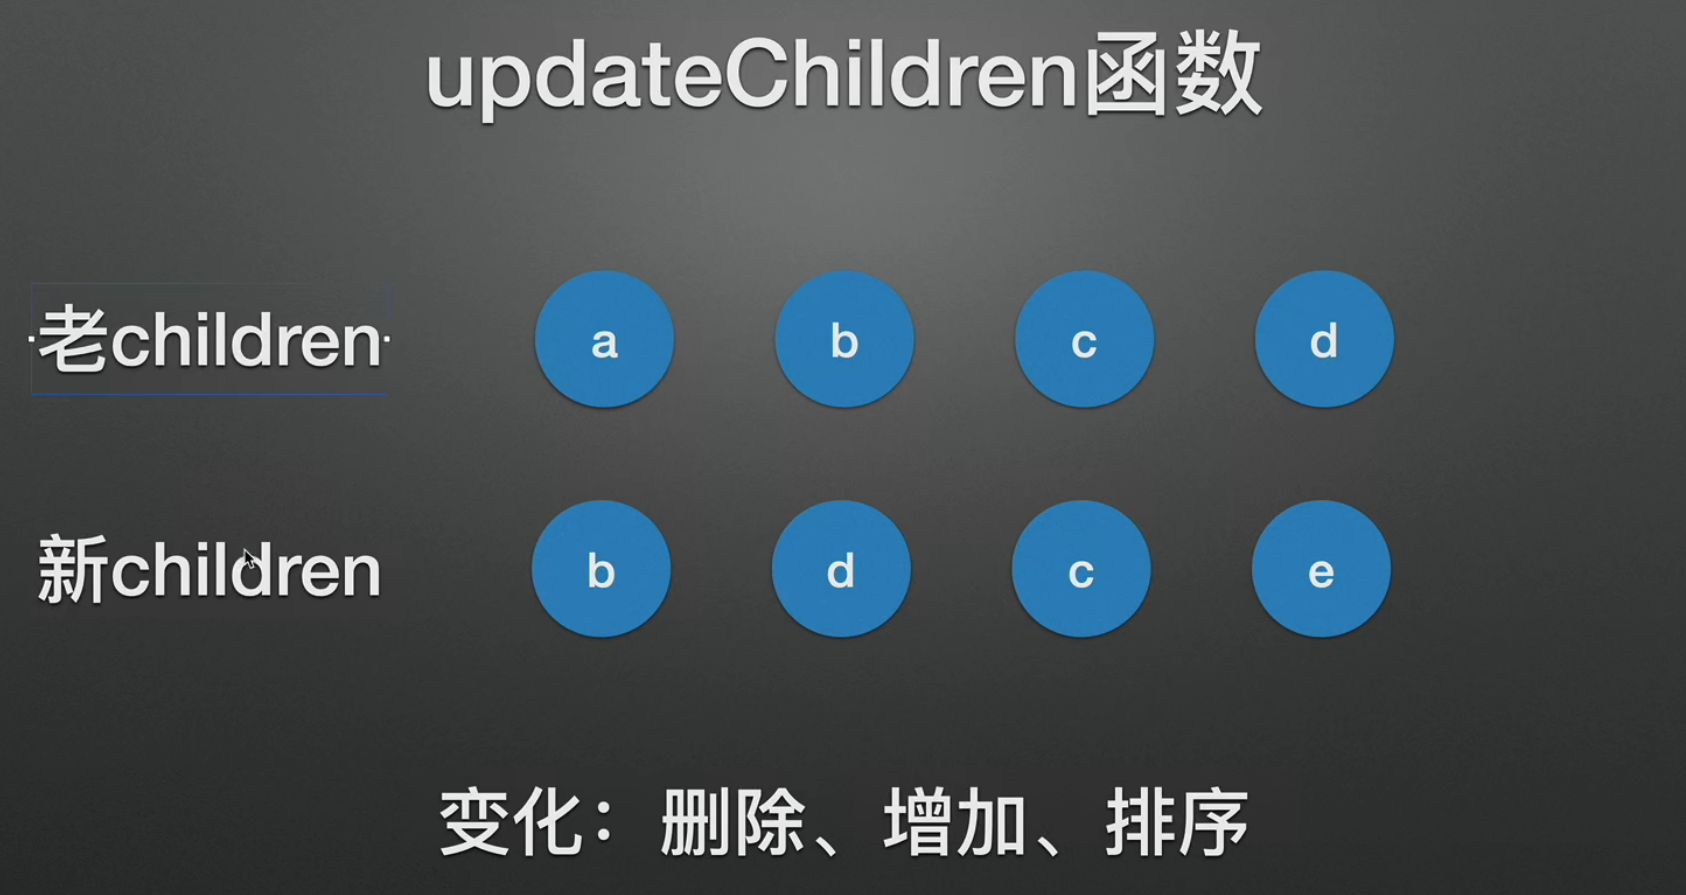 updateChildren函数
老children
a b c d
新children
b d c e
变化：删除、增加、排序